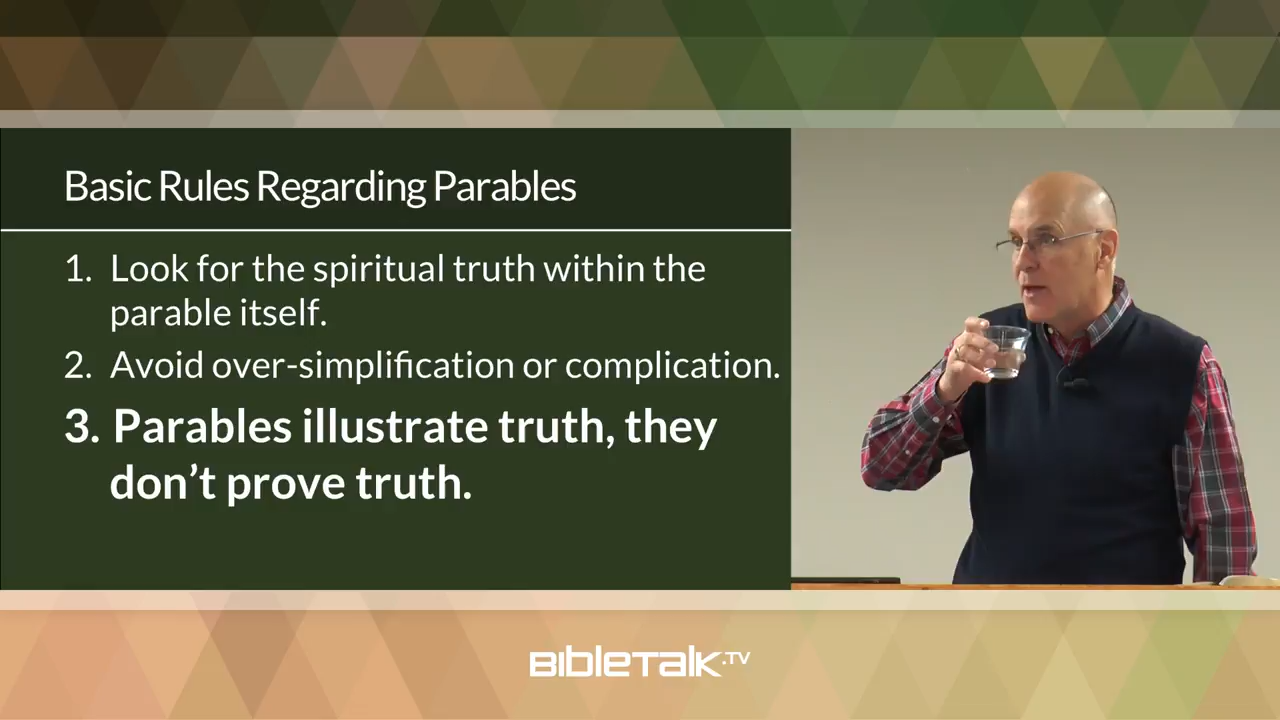 Basic Rules Regarding Parables
1. Look for the spiritual truth within the
parable itself.
2. Avoid over-simplification or complication.
3. Parables illustrate truth, they
don't prove truth.
BibleTalk.TV